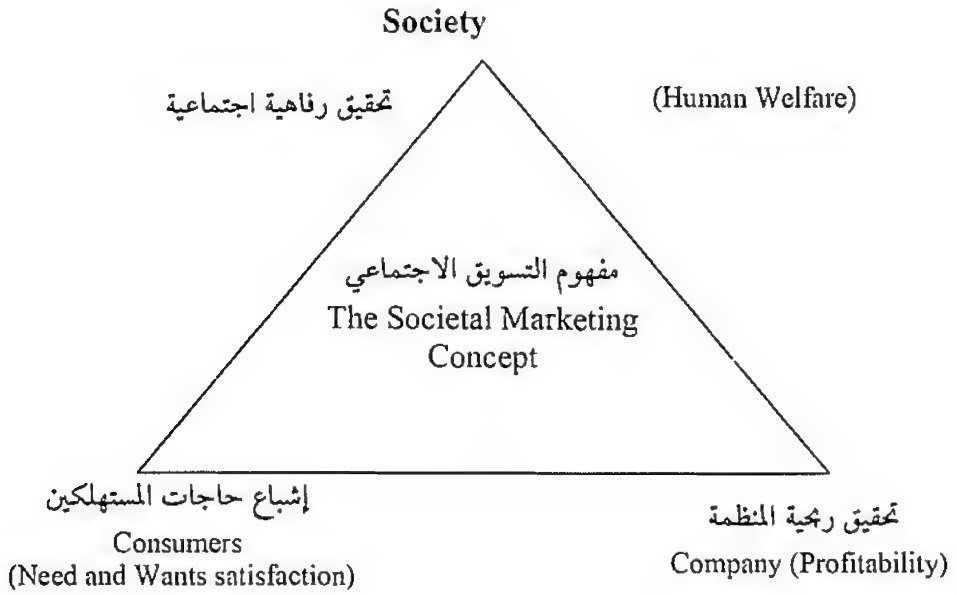 Society
تحقيق رفاهية اجتماعية
(Human Welfare)
مفهوم التسويق الاجتماعي
The Societal Marketing
Concept
إشباع حاجات المستهلكين
Consumers
(Need and Wants satisfaction)
تحقيق ربحية المنظمة
Company (Profitability)